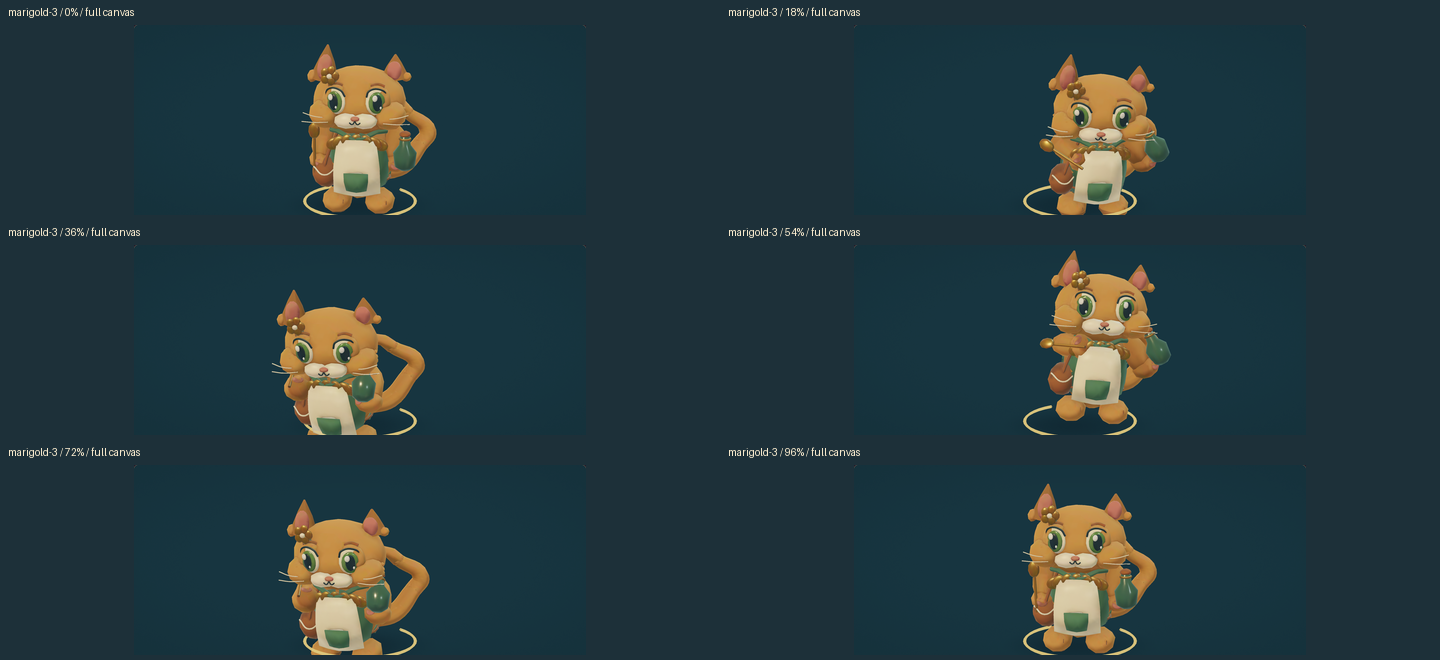 marigold-3 / 0% / full canvas
marigold-3 / 18% / full canvas
marigold-3 / 36% / full canvas
marigold-3 / 54% / full canvas
marigold-3 / 72% / full canvas
marigold-3 / 96% / full canvas